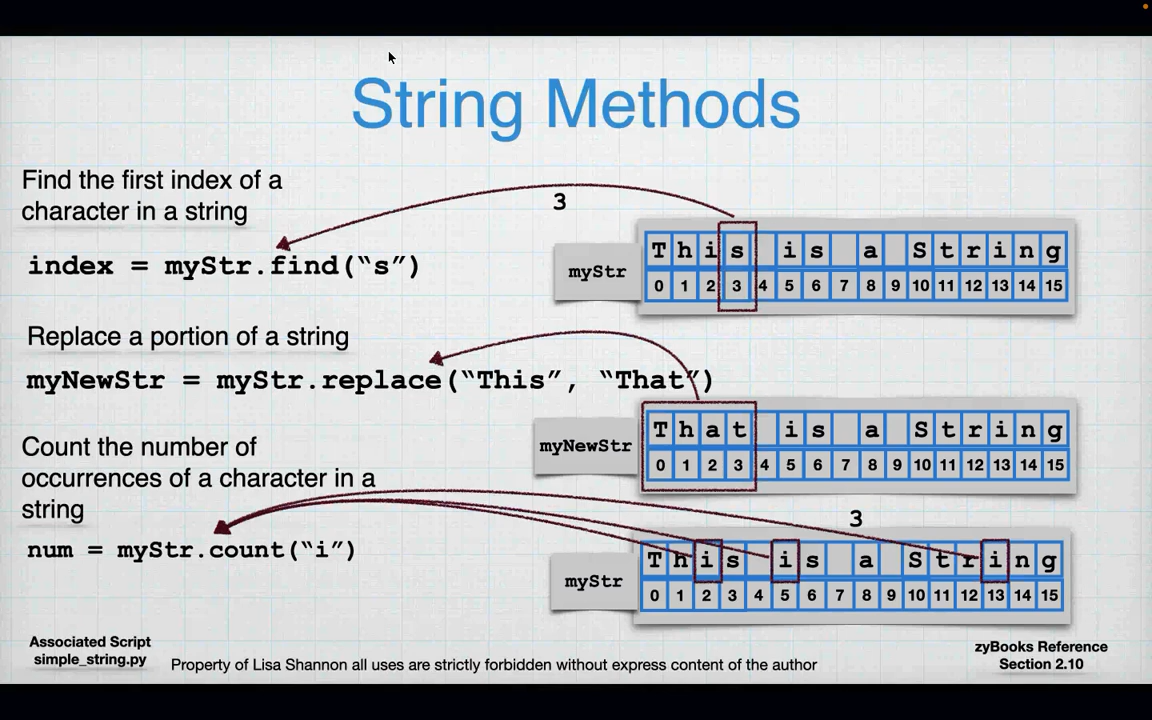 String Methods
Find the first index of a
character in a string
index = myStr.find(“s”)
3
myStr
T h i s i s a S t r i n g
0 1 2 3 4 5 6 7 8 9 10 11 12 13 14 15
Replace a portion of a string
myNewStr = myStr.replace(“This”, “That”)
myNewStr
T h a t i s a S t r i n g
0 1 2 3 4 5 6 7 8 9 10 11 12 13 14 15
Count the number of
occurrences of a character in a
string
num = myStr.count(“i”)
3
myStr
T h i s i s a S t r i n g
0 1 2 3 4 5 6 7 8 9 10 11 12 13 14 15
Associated Script
simple_string.py
Property of Lisa Shannon all uses are strictly forbidden without express content of the author
zyBooks Reference
Section 2.10